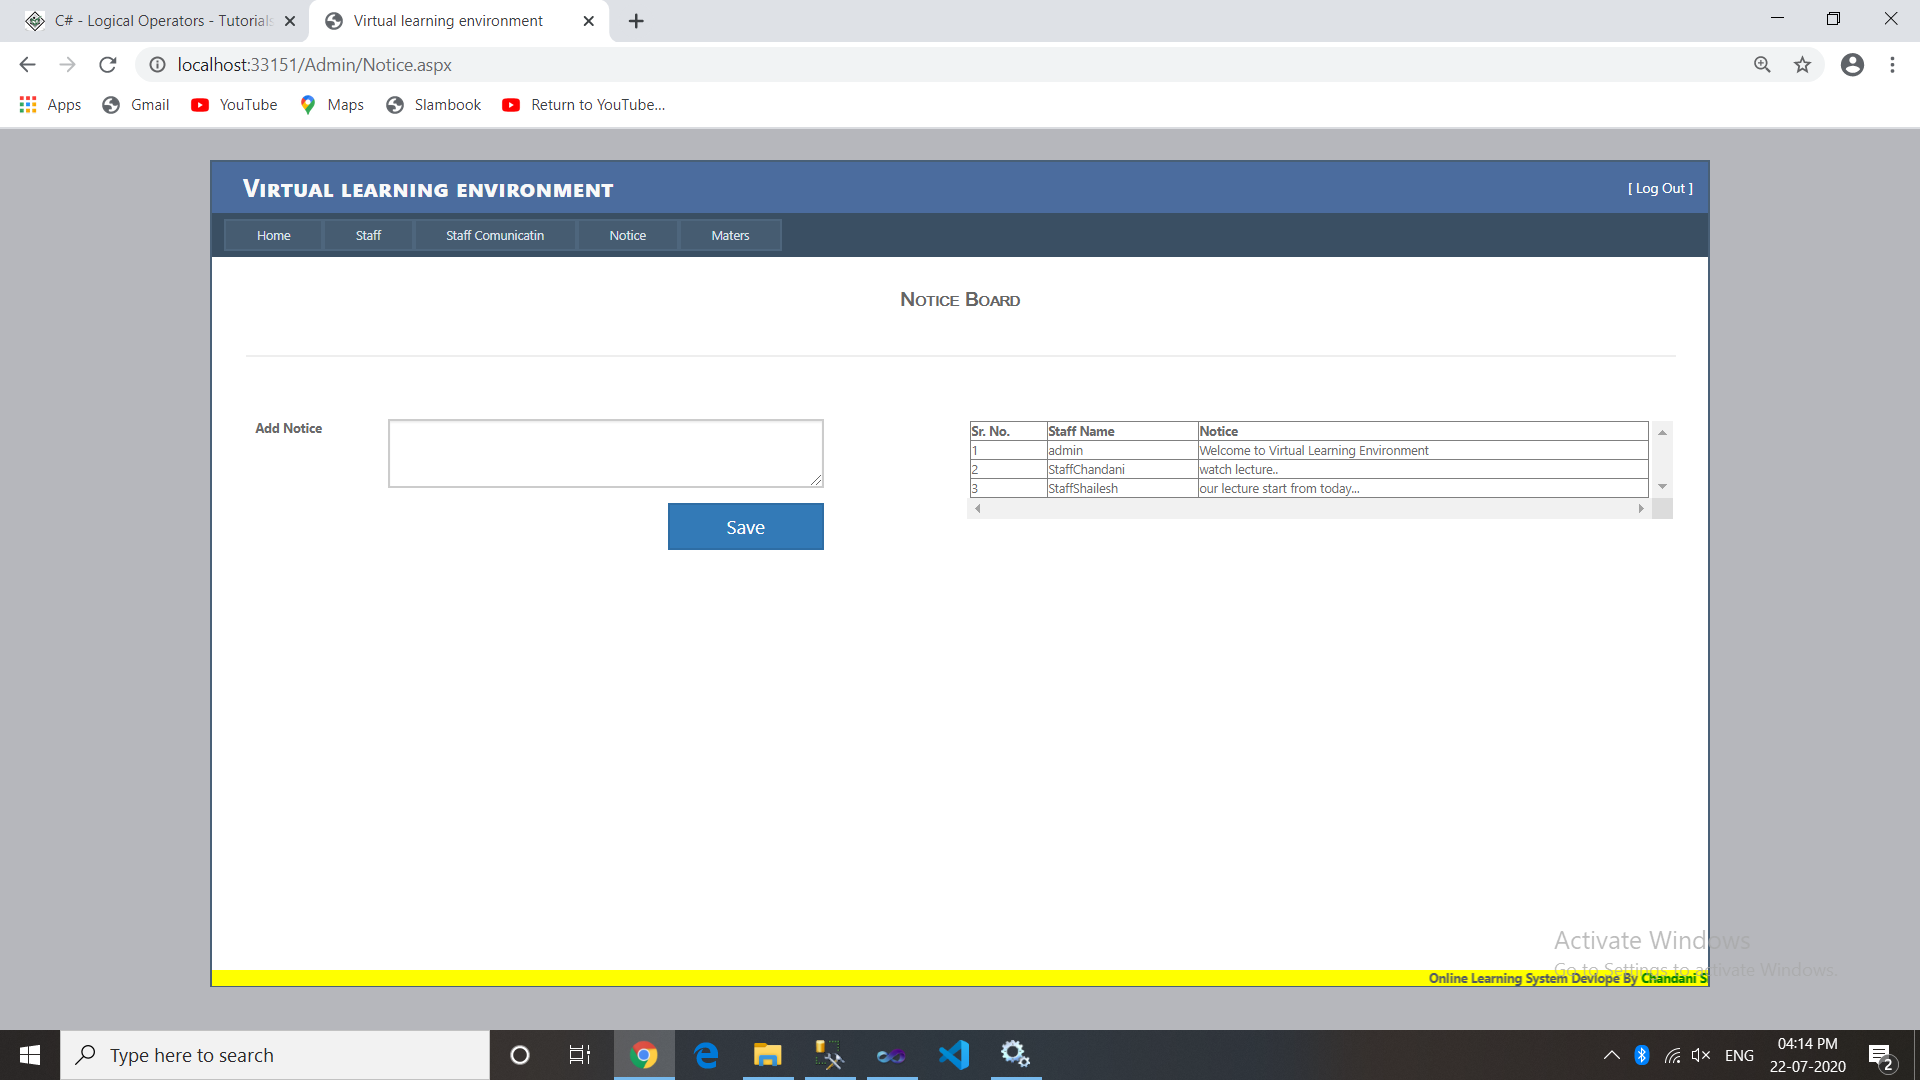 C# - Logical Operators - Tutorials
Virtual learning environment
localhost:33151/Admin/Notice.aspx
Apps Gmail YouTube Maps Slambook Return to YouTube...
VIRTUAL LEARNING ENVIRONMENT
[ Log Out ]
Home Staff Staff Comunicatin Notice Maters
NOTICE BOARD
Add Notice
Save
Sr. No. Staff Name Notice
1 admin Welcome to Virtual Learning Environment
2 StaffChandani watch lecture..
3 StaffShailesh our lecture start from today...
Activate Windows
Go to Settings to activate Windows.
Online Learning System Devlope By Chandani S
Type here to search
ENG
04:14 PM
22-07-2020
2